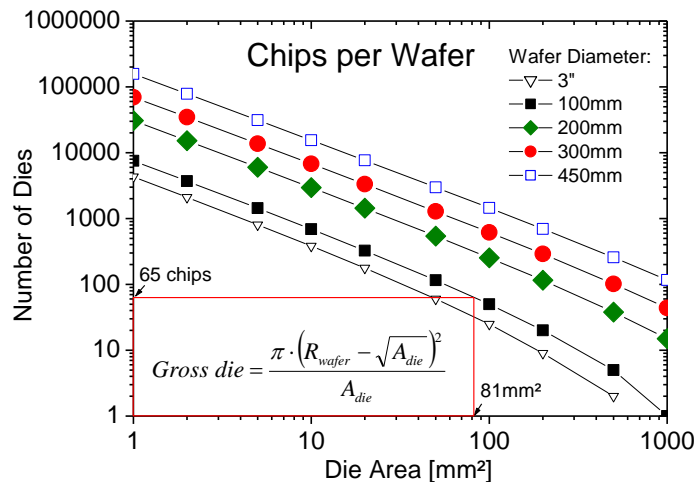 Chips per Wafer
Wafer Diameter:
3"
100mm
200mm
300mm
450mm
Number of Dies
1000000
100000
10000
1000
100
10
1
65 chips
Gross die = π · (R_wafer − √A_die)² / A_die
81mm²
1 10 100 1000
Die Area [mm²]